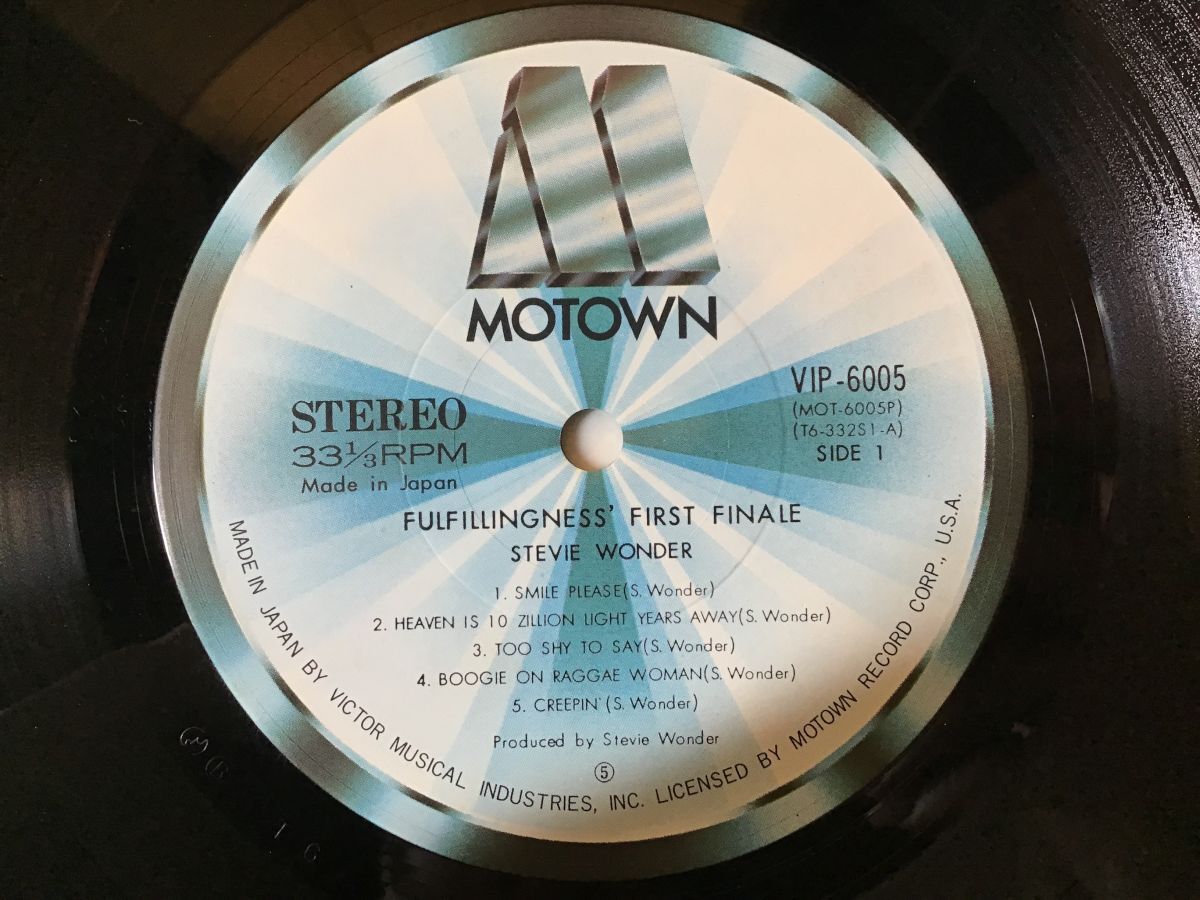 MOTOWN
STEREO
33⅓RPM
Made in Japan
VIP-6005
(MOT-6005P)
(T6-332S1-A)
SIDE 1
FULFILLINGNESS' FIRST FINALE
STEVIE WONDER
1. SMILE PLEASE(S. Wonder)
2. HEAVEN IS 10 ZILLION LIGHT YEARS AWAY(S. Wonder)
3. TOO SHY TO SAY(S. Wonder)
4. BOOGIE ON RAGGAE WOMAN(S. Wonder)
5. CREEPIN'(S. Wonder)
Produced by Stevie Wonder
⑤
MADE IN JAPAN BY VICTOR MUSICAL INDUSTRIES, INC. LICENSED BY MOTOWN RECORD CORP., U.S.A.